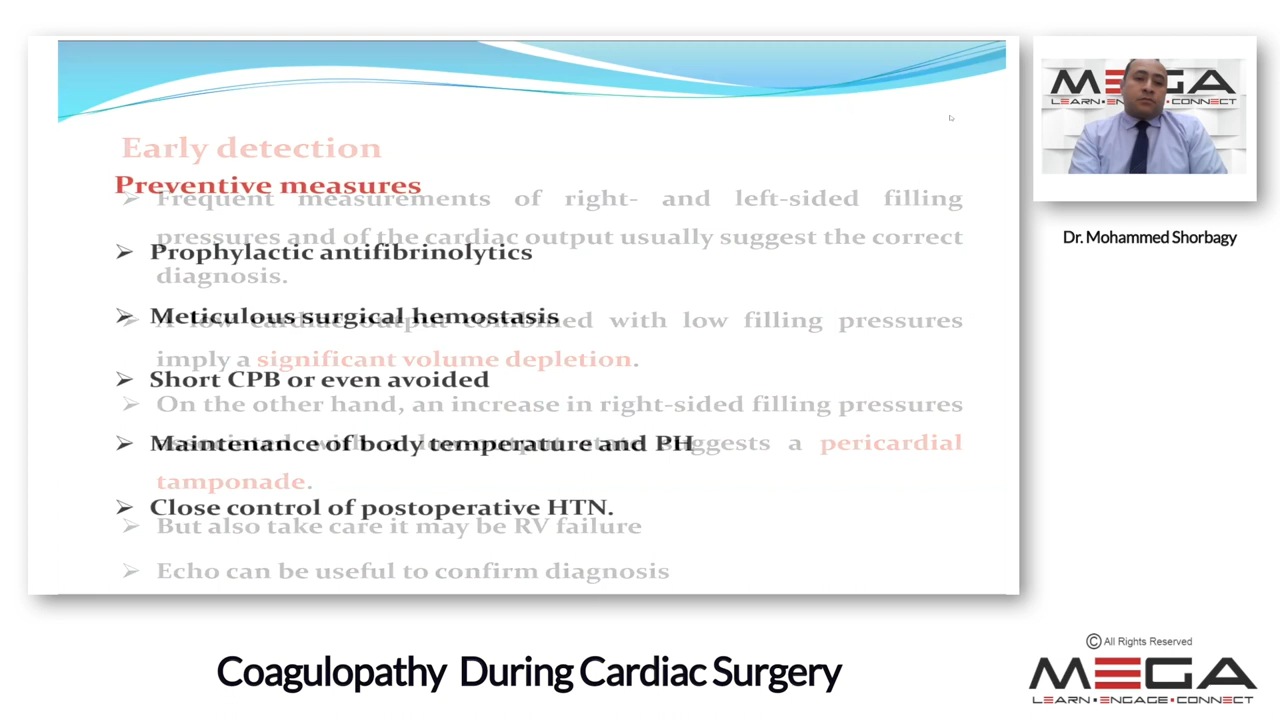 Early detection
Preventive measures
Frequent measurements of right- and left-sided filling
pressures and of the cardiac output usually suggest the correct
Prophylactic antifibrinolytics
diagnosis.
Meticulous surgical hemostasis
A low cardiac output combined with low filling pressures
imply a significant volume depletion.
Short CPB or even avoided
On the other hand, an increase in right-sided filling pressures
Maintenance of body temperature and PH
suggests a pericardial
tamponade.
Close control of postoperative HTN.
But also take care it may be RV failure
Echo can be useful to confirm diagnosis
MEGA
LEARN•ENGAGE•CONNECT
Dr. Mohammed Shorbagy
Coagulopathy During Cardiac Surgery
© All Rights Reserved
MEGA
LEARN•ENGAGE•CONNECT